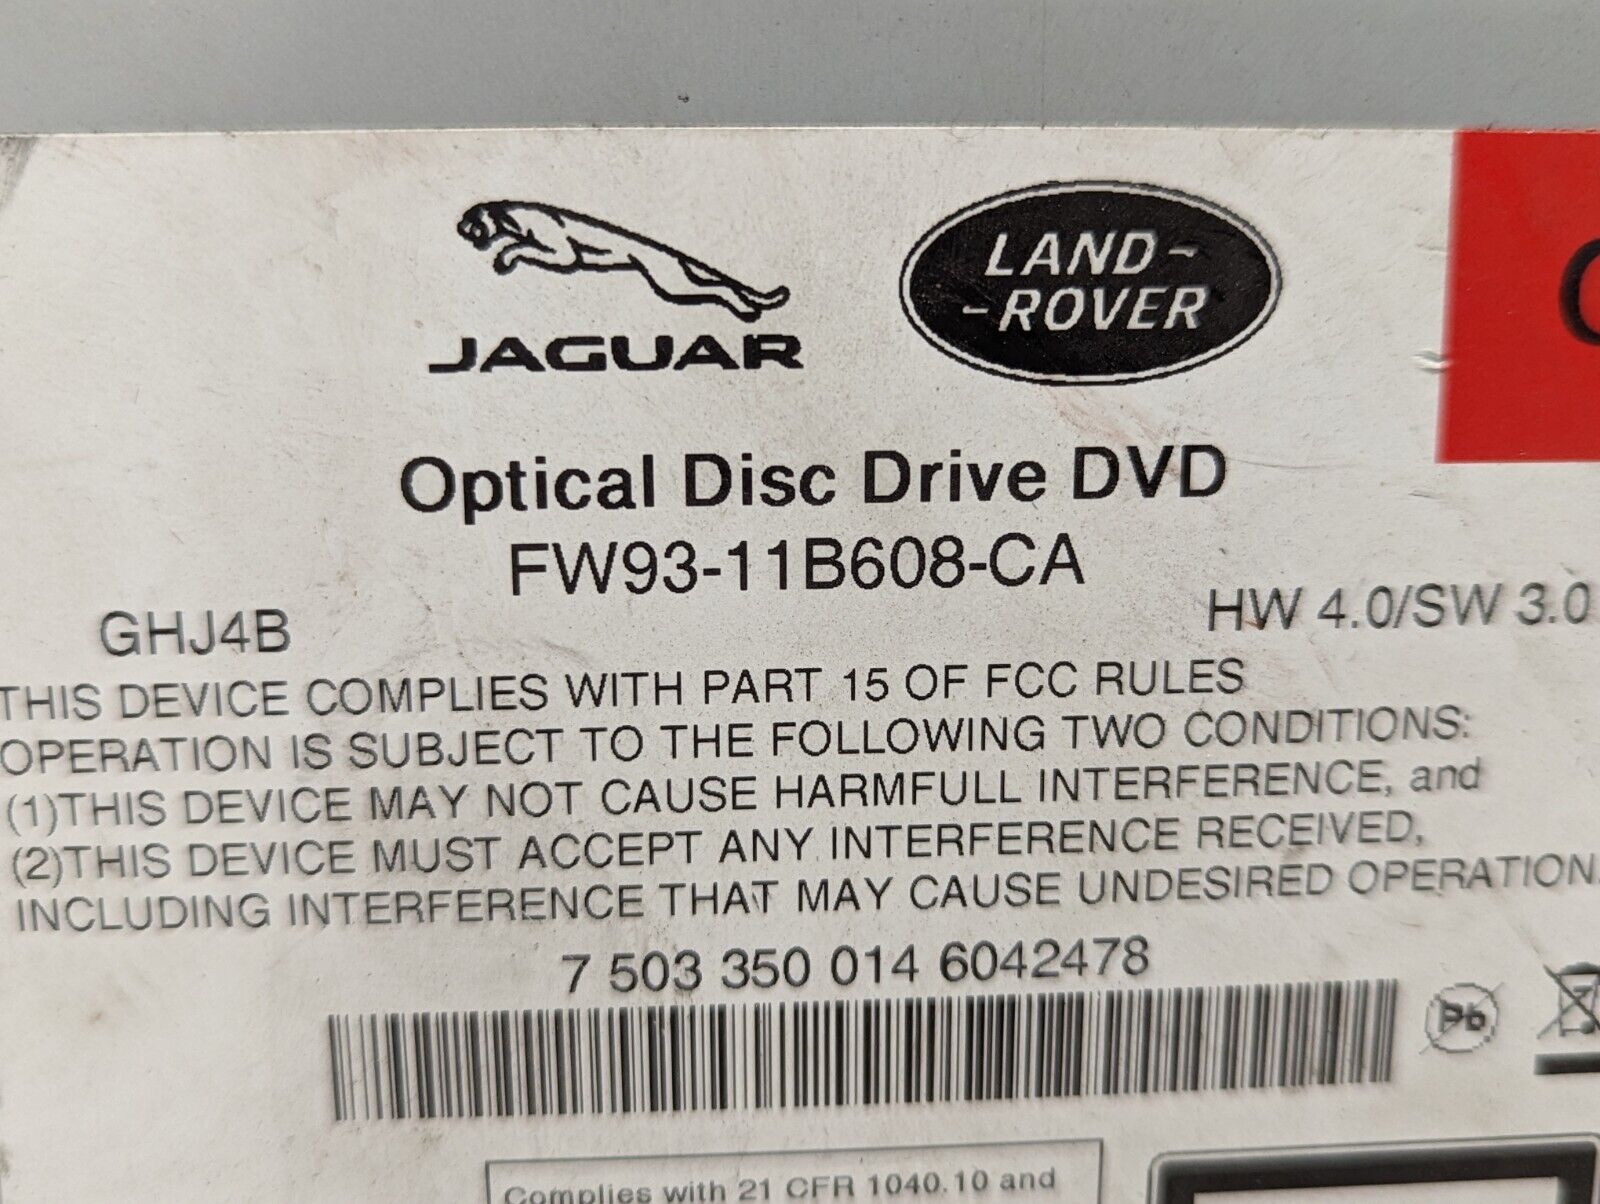 JAGUAR
LAND-
-ROVER
Optical Disc Drive DVD
FW93-11B608-CA
GHJ4B
HW 4.0/SW 3.0
THIS DEVICE COMPLIES WITH PART 15 OF FCC RULES
OPERATION IS SUBJECT TO THE FOLLOWING TWO CONDITIONS:
(1)THIS DEVICE MAY NOT CAUSE HARMFULL INTERFERENCE, and
(2)THIS DEVICE MUST ACCEPT ANY INTERFERENCE RECEIVED,
INCLUDING INTERFERENCE THAT MAY CAUSE UNDESIRED OPERATION.
7 503 350 014 6042478
Pb
Complies with 21 CFR 1040.10 and